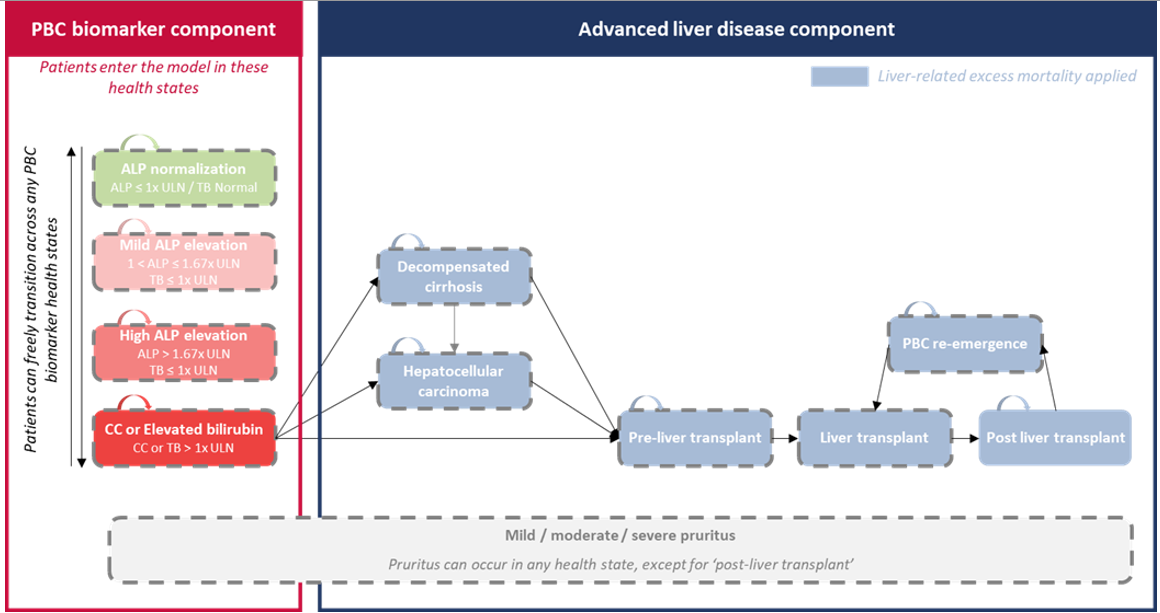 PBC biomarker component
Patients enter the model in these
health states
Patients can freely transition across any PBC
biomarker health states
ALP normalization
ALP ≤ 1x ULN / TB Normal
Mild ALP elevation
1 < ALP ≤ 1.67x ULN
TB ≤ 1x ULN
High ALP elevation
ALP > 1.67x ULN
TB ≤ 1x ULN
CC or Elevated bilirubin
CC or TB > 1x ULN
Advanced liver disease component
Liver-related excess mortality applied
Decompensated
cirrhosis
Hepatocellular
carcinoma
PBC re-emergence
Pre-liver transplant
Liver transplant
Post liver transplant
Mild / moderate / severe pruritus
Pruritus can occur in any health state, except for ‘post-liver transplant’